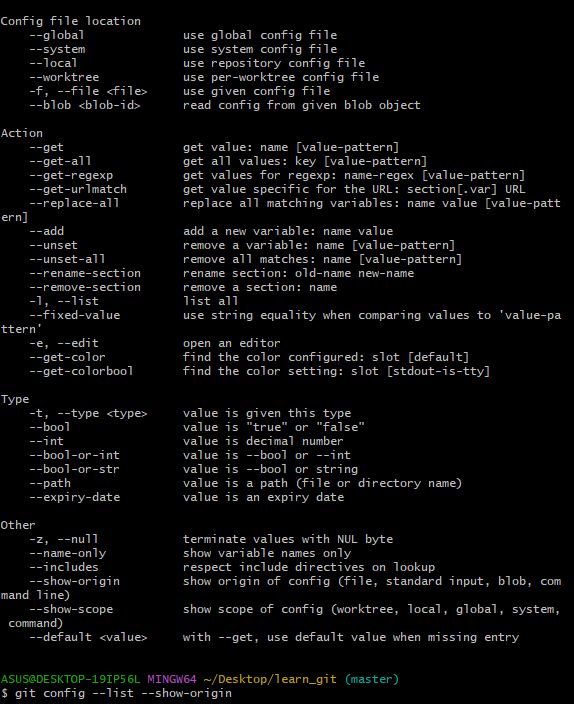 Config file location
    --global              use global config file
    --system              use system config file
    --local               use repository config file
    --worktree            use per-worktree config file
    -f, --file <file>     use given config file
    --blob <blob-id>      read config from given blob object

Action
    --get                 get value: name [value-pattern]
    --get-all             get all values: key [value-pattern]
    --get-regexp          get values for regexp: name-regex [value-pattern]
    --get-urlmatch        get value specific for the URL: section[.var] URL
    --replace-all         replace all matching variables: name value [value-patt
ern]
    --add                 add a new variable: name value
    --unset               remove a variable: name [value-pattern]
    --unset-all           remove all matches: name [value-pattern]
    --rename-section      rename section: old-name new-name
    --remove-section      remove a section: name
    -l, --list            list all
    --fixed-value         use string equality when comparing values to 'value-pa
ttern'
    -e, --edit            open an editor
    --get-color           find the color configured: slot [default]
    --get-colorbool       find the color setting: slot [stdout-is-tty]

Type
    -t, --type <type>     value is given this type
    --bool                value is "true" or "false"
    --int                 value is decimal number
    --bool-or-int         value is --bool or --int
    --bool-or-str         value is --bool or string
    --path                value is a path (file or directory name)
    --expiry-date         value is an expiry date

Other
    -z, --null            terminate values with NUL byte
    --name-only           show variable names only
    --includes            respect include directives on lookup
    --show-origin         show origin of config (file, standard input, blob, com
mand line)
    --show-scope          show scope of config (worktree, local, global, system,
 command)
    --default <value>     with --get, use default value when missing entry

ASUS@DESKTOP-19IP56L MINGW64 ~/Desktop/learn_git (master)
$ git config --list --show-origin